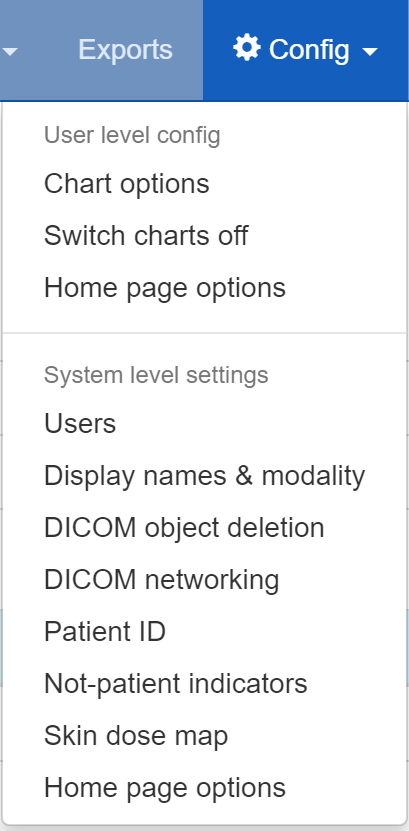 Exports Config
User level config
Chart options
Switch charts off
Home page options
System level settings
Users
Display names & modality
DICOM object deletion
DICOM networking
Patient ID
Not-patient indicators
Skin dose map
Home page options